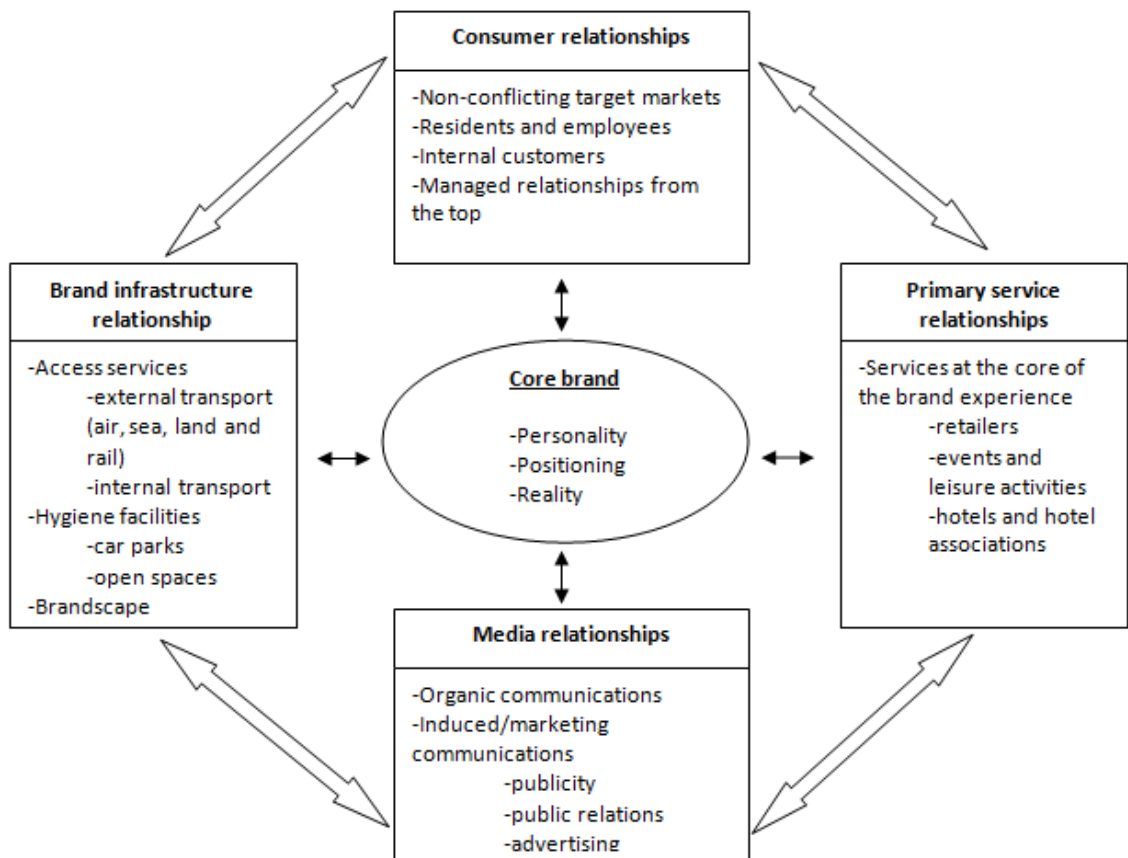 Consumer relationships
-Non-conflicting target markets
-Residents and employees
-Internal customers
-Managed relationships from
the top
Brand infrastructure
relationship
-Access services
-external transport
(air, sea, land and
rail)
-internal transport
-Hygiene facilities
-car parks
-open spaces
-Brandscape
Core brand
-Personality
-Positioning
-Reality
Primary service
relationships
-Services at the core of
the brand experience
-retailers
-events and
leisure activities
-hotels and hotel
associations
Media relationships
-Organic communications
-Induced/marketing
communications
-publicity
-public relations
-advertising